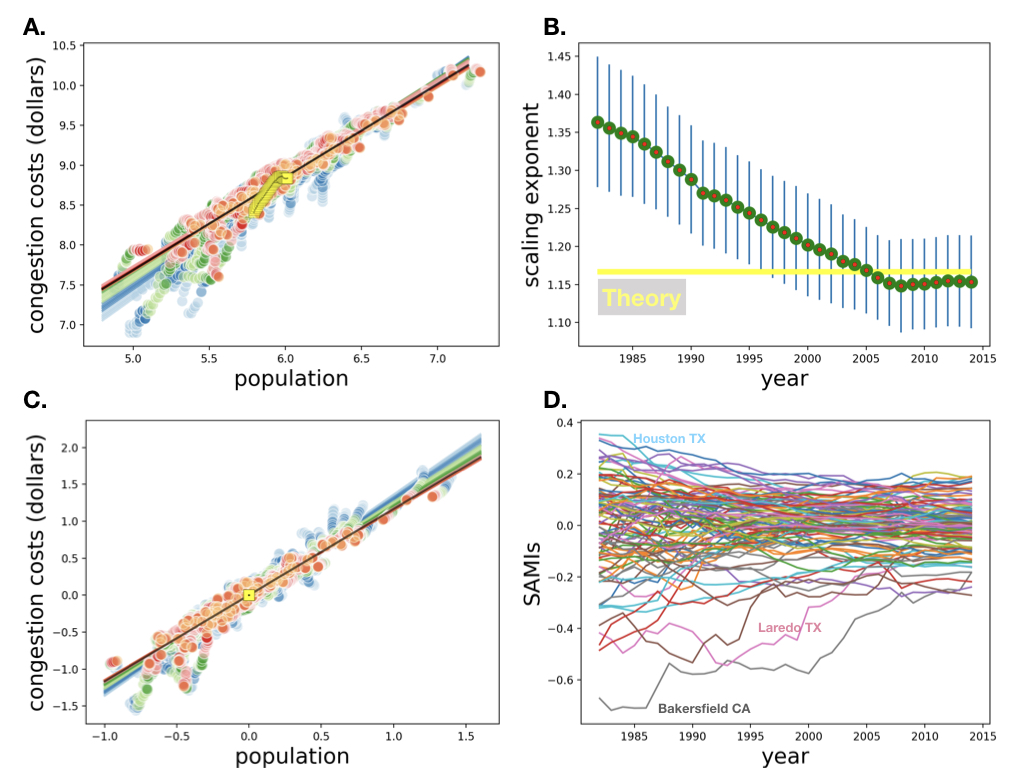 A.
10.5
10.0
9.5
9.0
8.5
8.0
7.5
7.0
congestion costs (dollars)
5.0 5.5 6.0 6.5 7.0
population
B.
1.45
1.40
1.35
1.30
1.25
1.20
1.15
1.10
scaling exponent
Theory
1985 1990 1995 2000 2005 2010 2015
year
C.
2.0
1.5
1.0
0.5
0.0
−0.5
−1.0
−1.5
congestion costs (dollars)
−1.0 −0.5 0.0 0.5 1.0 1.5
population
D.
0.4
0.2
0.0
−0.2
−0.4
−0.6
SAMIs
Houston TX
Laredo TX
Bakersfield CA
1985 1990 1995 2000 2005 2010 2015
year